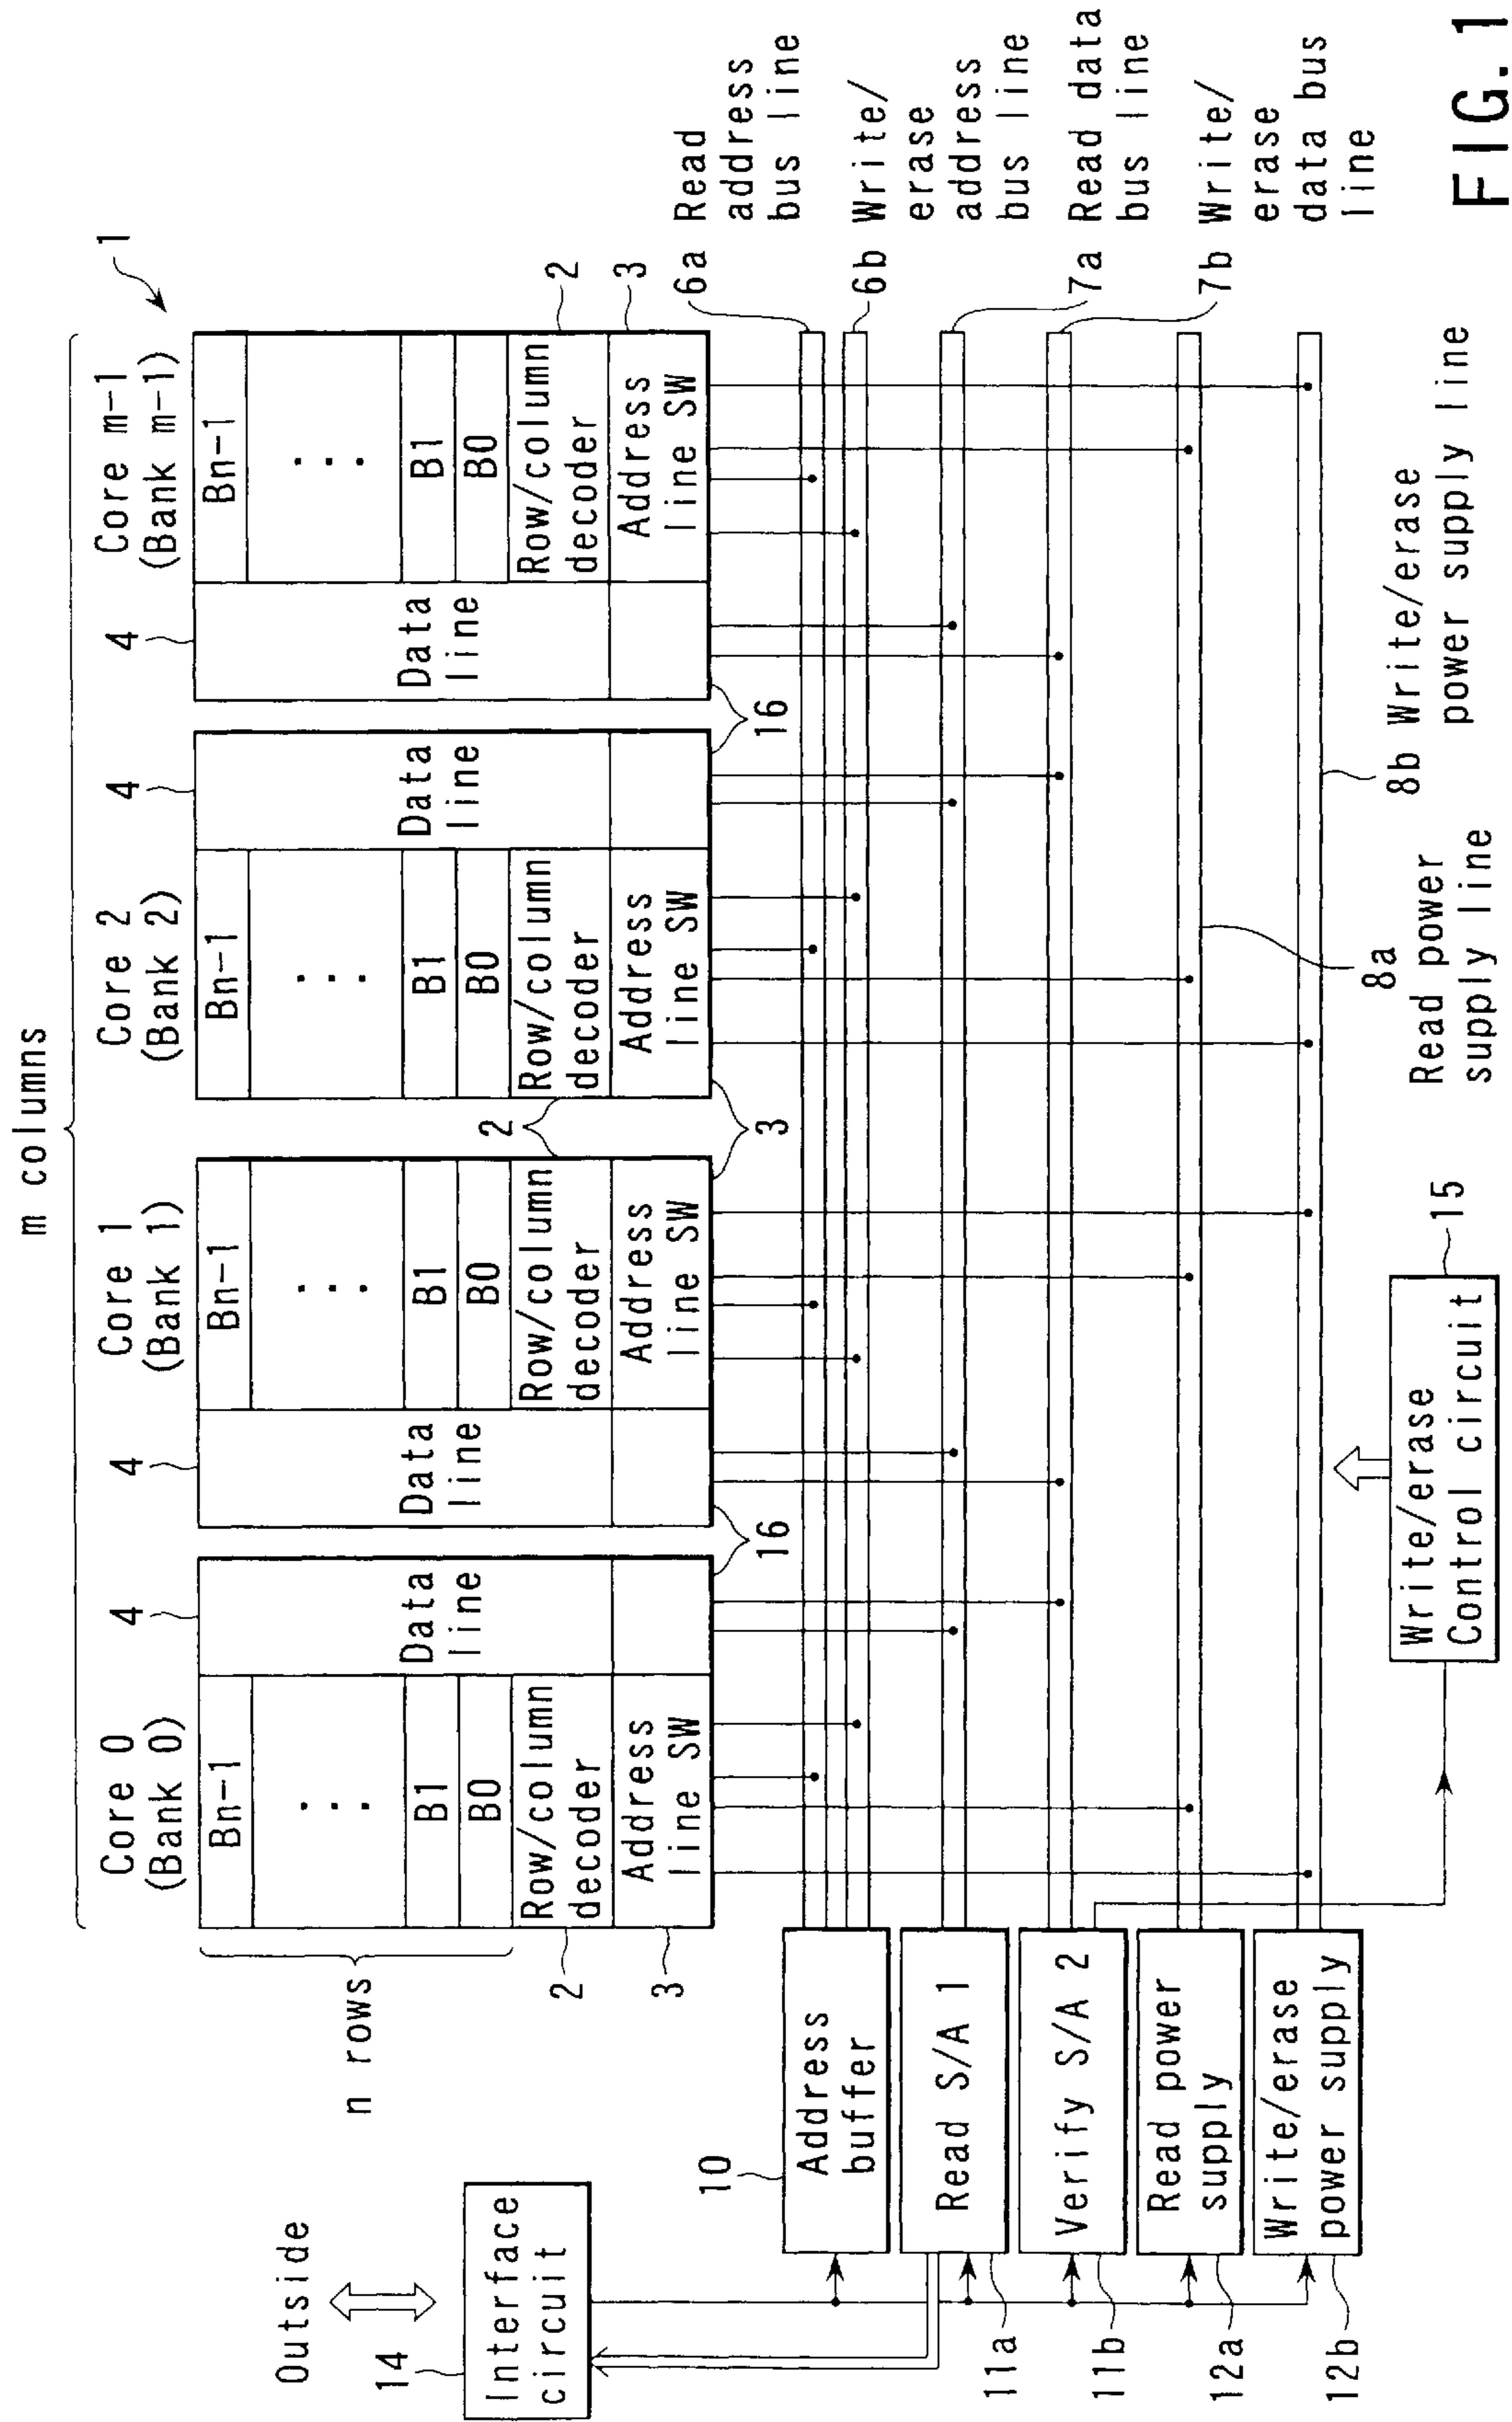 m columns
Core 0
(Bank 0)
Core 1
(Bank 1)
Core 2
(Bank 2)
Core m-1
(Bank m-1)
1
4
4
4
4
n rows
Bn-1
...
B1
B0
Row/column
decoder
Address
line SW
Data
line
Data
line
Bn-1
...
B1
B0
Row/column
decoder
Address
line SW
Bn-1
...
B1
B0
Row/column
decoder
Address
line SW
Data
line
Data
line
Bn-1
...
B1
B0
Row/column
decoder
Address
line SW
2
3
16
2
3
16
2
3
6a Read
address
bus line
6b Write/
erase
address
bus line
7a Read data
bus line
7b Write/
erase
data bus
line
8a
Read power
supply line
8b Write/erase
power supply line
Outside
14
Interface
circuit
10
Address
buffer
Read S/A 1
11a
Verify S/A 2
11b
Read power
supply
12a
Write/erase
power supply
12b
Write/erase
Control circuit
15
FIG. 1